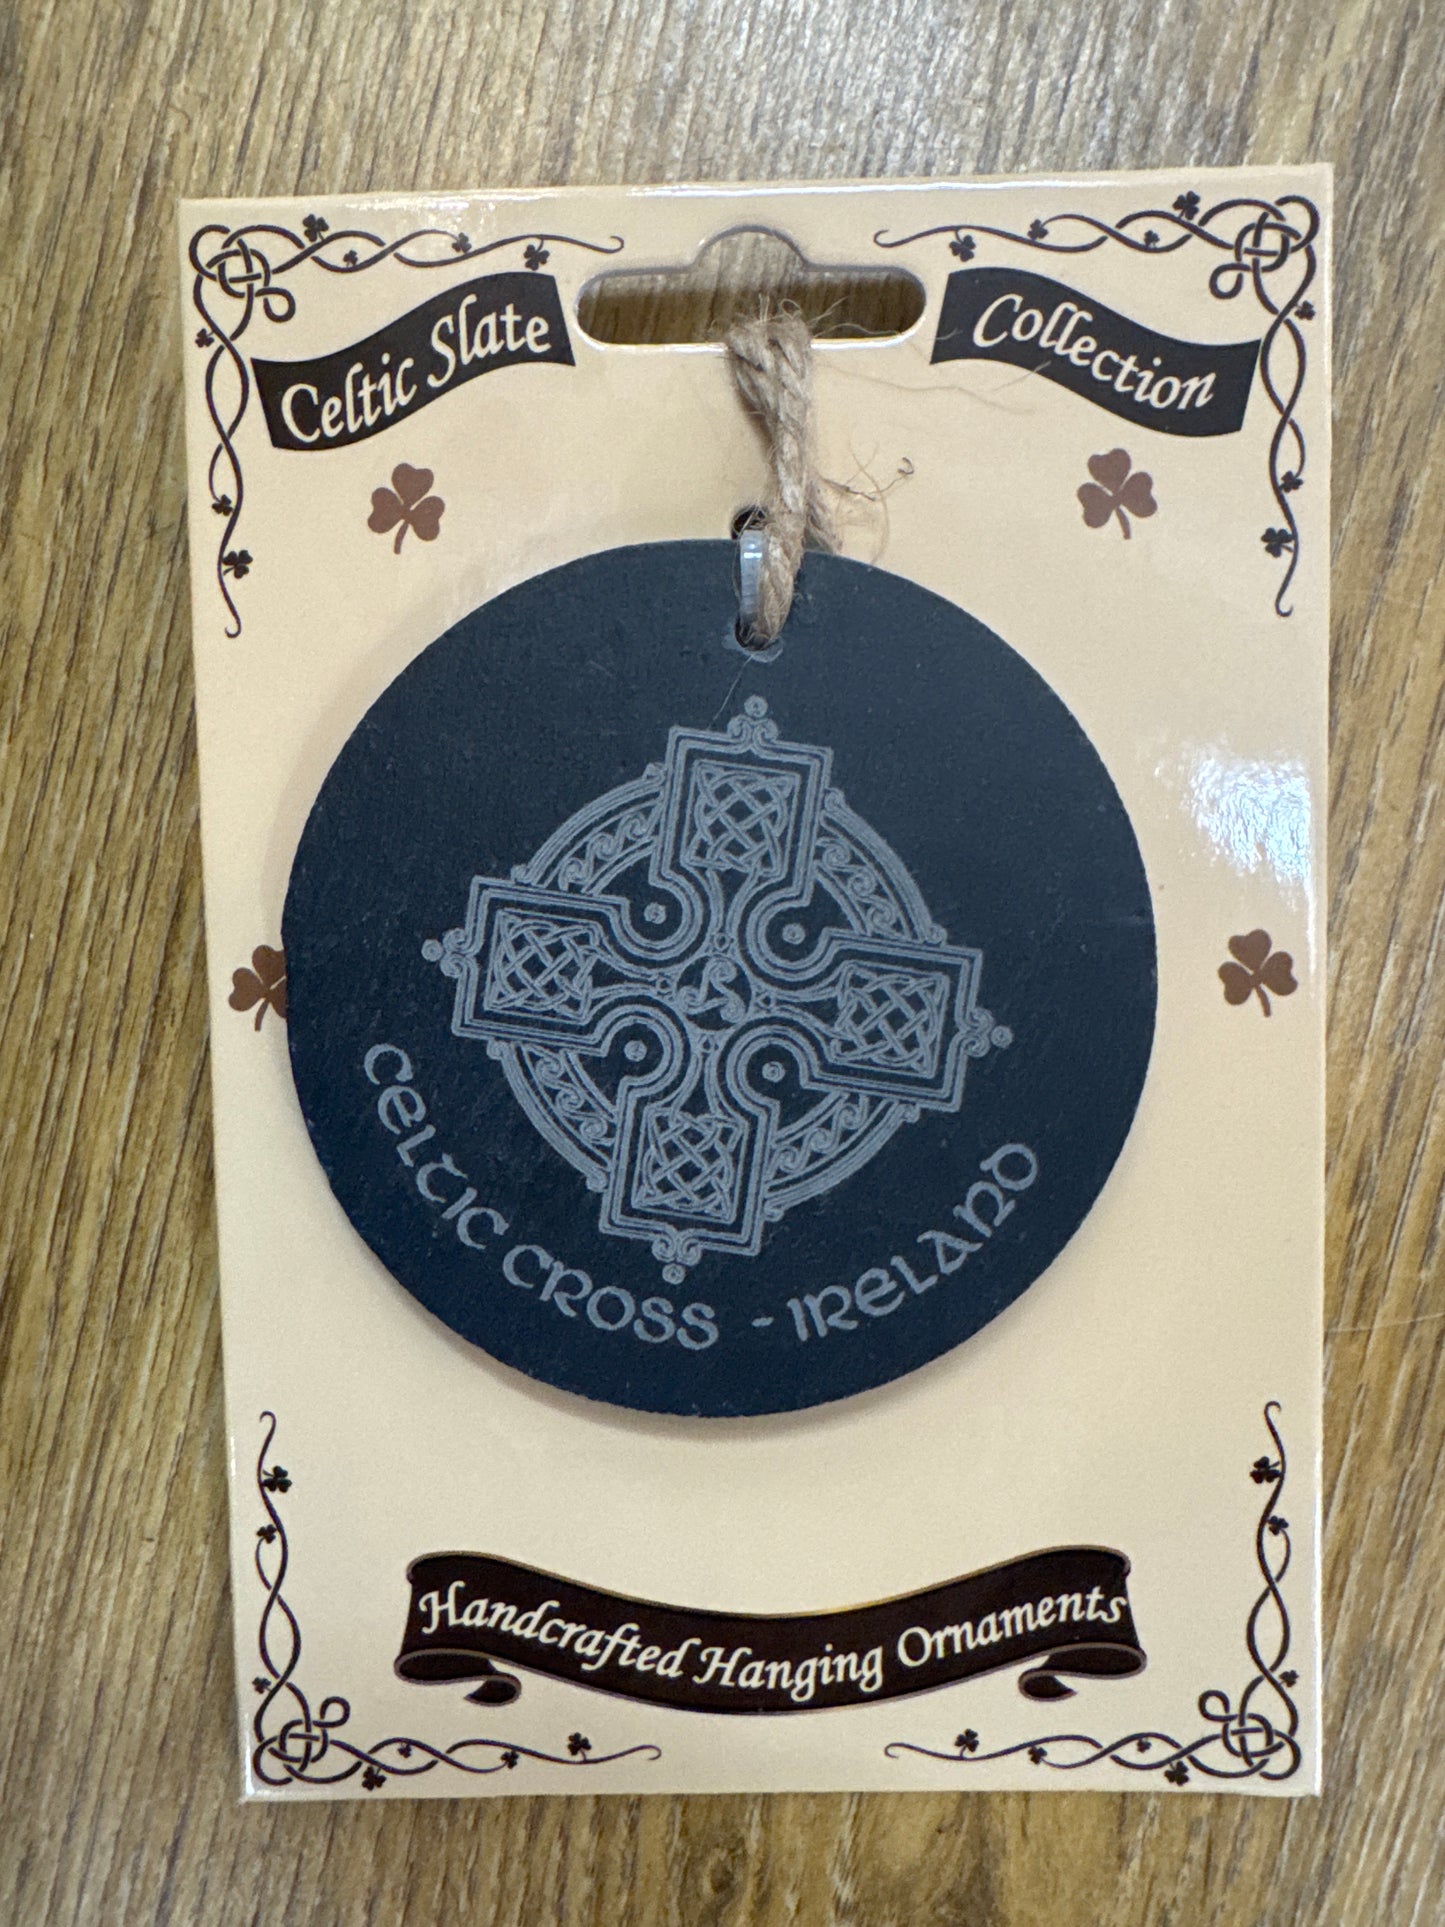 Celtic Slate
Collection
CELTIC CROSS - IRELAND
Handcrafted Hanging Ornaments